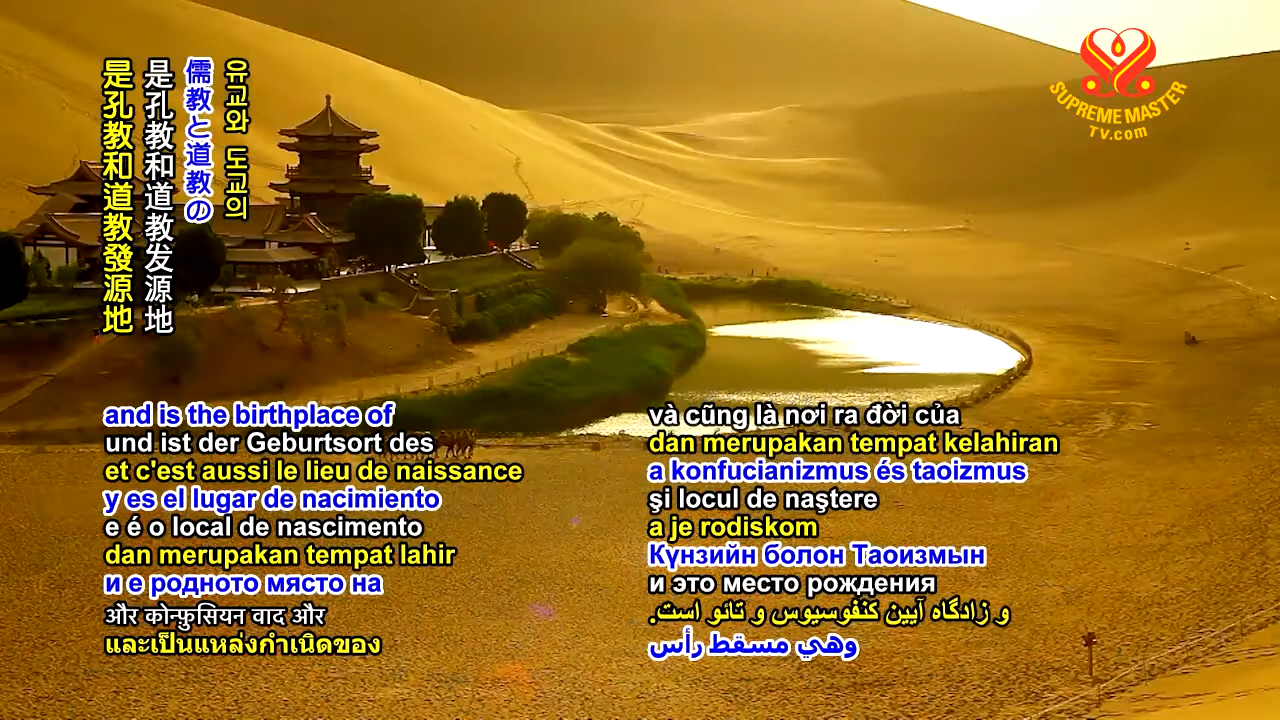 是孔教和道教發源地
是孔教和道教发源地
儒教と道教の
유교와 도교의
SUPREME MASTER
TV.com
and is the birthplace of
und ist der Geburtsort des
et c'est aussi le lieu de naissance
y es el lugar de nacimiento
e é o local de nascimento
dan merupakan tempat lahir
и е родното място на
और कोन्फ़ुसियन वाद और
และเป็นแหล่งกำเนิดของ
và cũng là nơi ra đời của
dan merupakan tempat kelahiran
a konfucianizmus és taoizmus
şi locul de naştere
a je rodiskom
Күнзийн болон Таоизмын
и это место рождения
و زادگاه آیین کنفوسیوس و تائو است.
وهي مسقط رأس